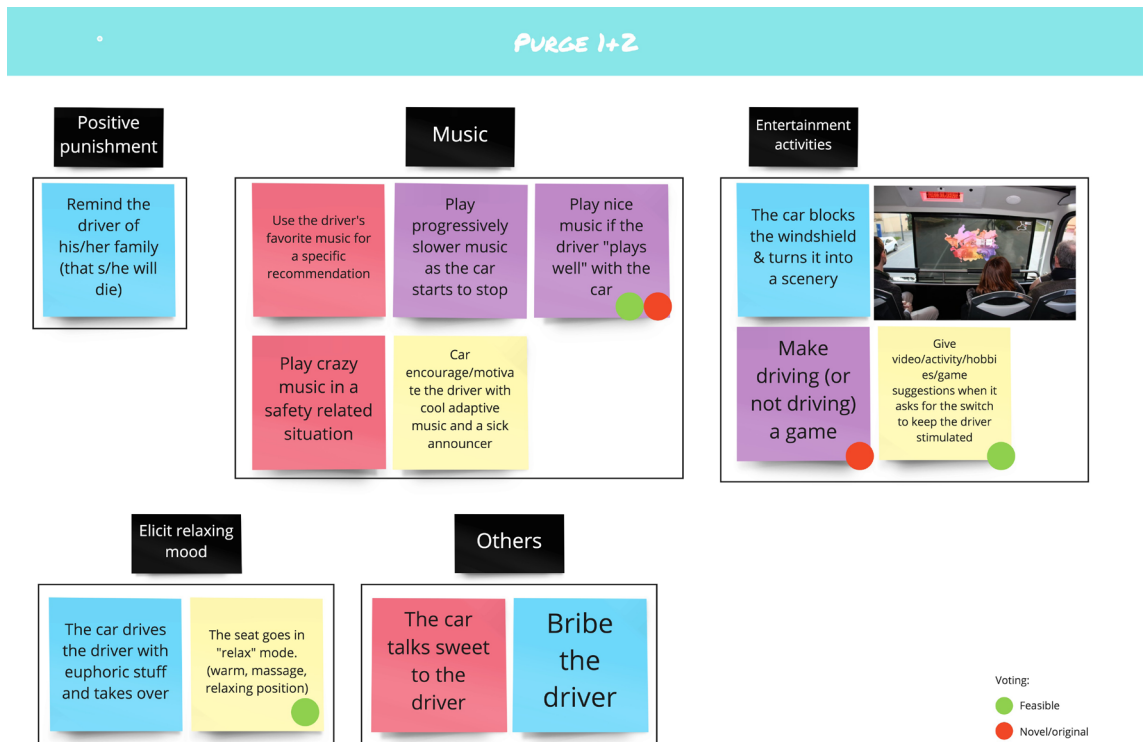 PURGE 1+2
Positive
punishment
Remind the
driver of
his/her family
(that s/he will
die)
Music
Use the driver's
favorite music for
a specific
recommendation
Play
progressively
slower music
as the car
starts to stop
Play nice
music if the
driver "plays
well" with the
car
Play crazy
music in a
safety related
situation
Car
encourage/motiva
te the driver with
cool adaptive
music and a sick
announcer
Entertainment
activities
The car blocks
the windshield
& turns it into
a scenery
Make
driving (or
not driving)
a game
Give
video/activity/hobbi
es/game
suggestions when it
asks for the switch
to keep the driver
stimulated
Elicit relaxing
mood
The car drives
the driver with
euphoric stuff
and takes over
The seat goes in
"relax" mode.
(warm, massage,
relaxing position)
Others
The car
talks sweet
to the
driver
Bribe
the
driver
Voting:
Feasible
Novel/original